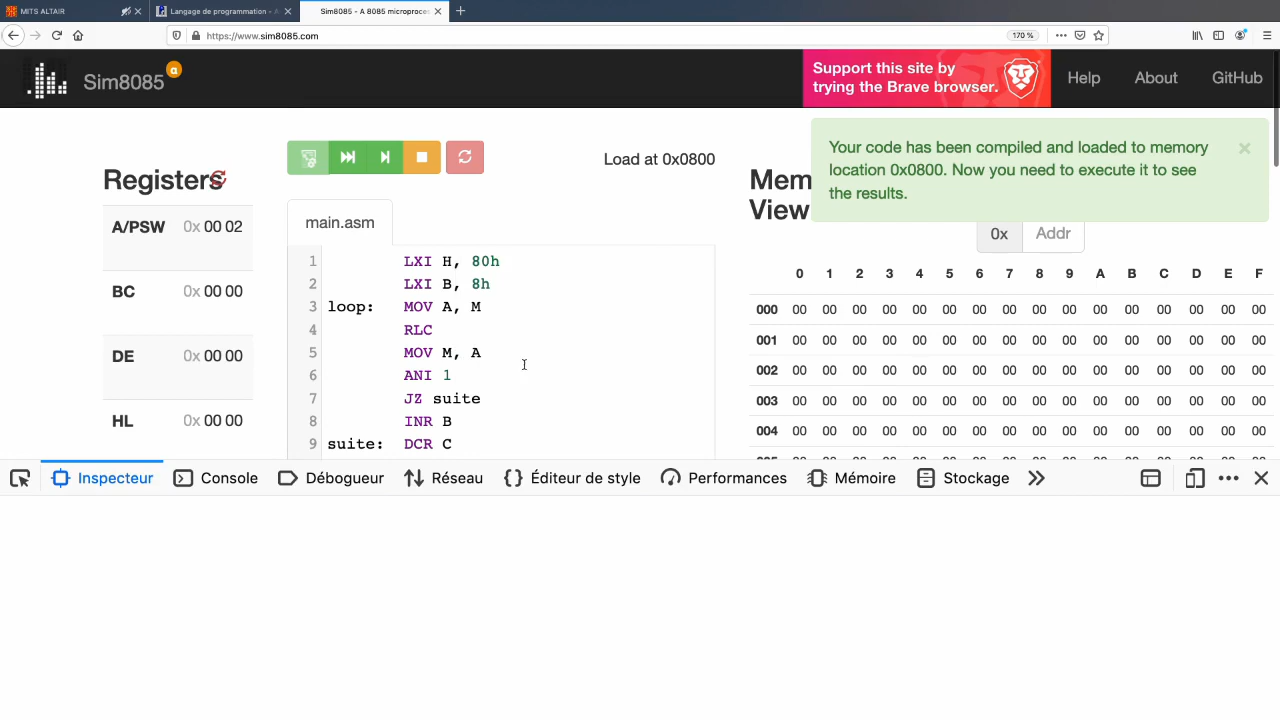 MITS ALTAIR
Langage de programmation - A
Sim8085 - A 8085 microproce
https://www.sim8085.com
170 %
Sim8085
α
Support this site by
trying the Brave browser.
Help
About
GitHub
Load at 0x0800
Your code has been compiled and loaded to memory
location 0x0800. Now you need to execute it to see
the results.
Registers
A/PSW 0x 00 02
BC 0x 00 00
DE 0x 00 00
HL 0x 00 00
main.asm
1 LXI H, 80h
2 LXI B, 8h
3 loop: MOV A, M
4 RLC
5 MOV M, A
6 ANI 1
7 JZ suite
8 INR B
9 suite: DCR C
Mem
View
0x Addr
0 1 2 3 4 5 6 7 8 9 A B C D E F
000 00 00 00 00 00 00 00 00 00 00 00 00 00 00 00 00
001 00 00 00 00 00 00 00 00 00 00 00 00 00 00 00 00
002 00 00 00 00 00 00 00 00 00 00 00 00 00 00 00 00
003 00 00 00 00 00 00 00 00 00 00 00 00 00 00 00 00
004 00 00 00 00 00 00 00 00 00 00 00 00 00 00 00 00
Inspecteur
Console
Débogueur
Réseau
Éditeur de style
Performances
Mémoire
Stockage